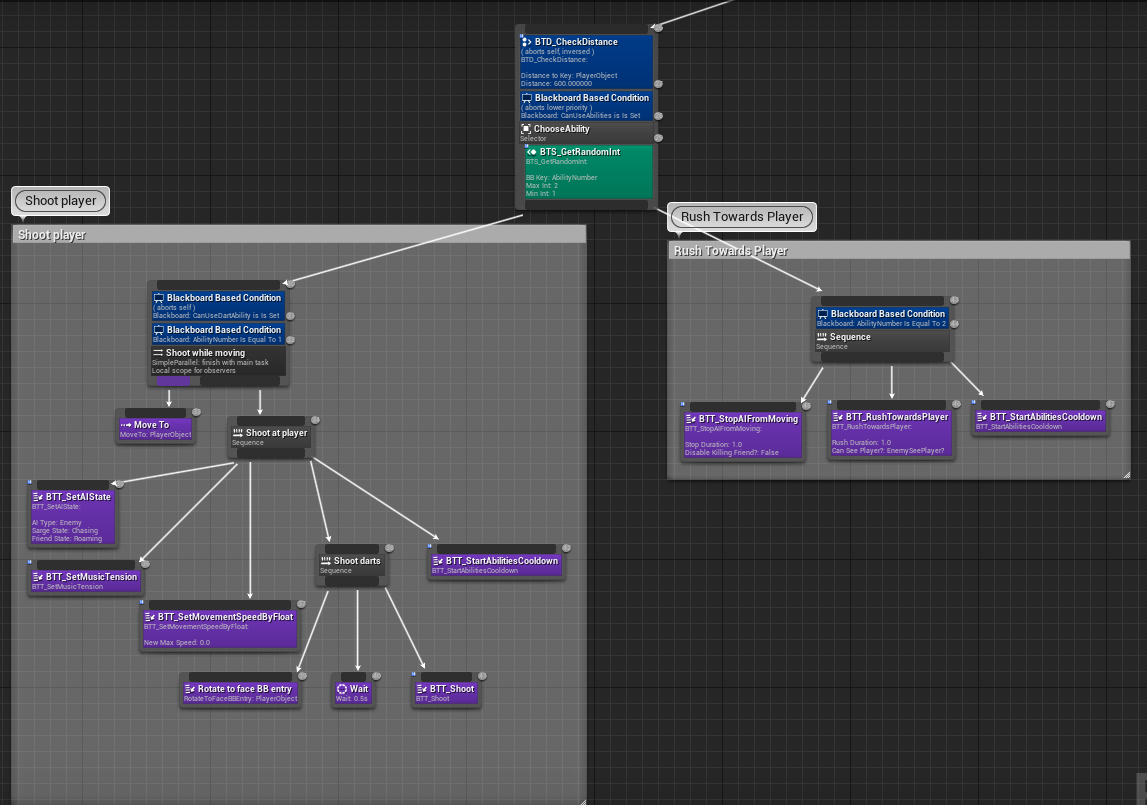 BTD_CheckDistance
( aborts self, inversed )
BTD_CheckDistance:
Distance to Key: PlayerObject
Distance: 600.000000
Blackboard Based Condition
( aborts lower priority )
Blackboard: CanUseAbilities is Is Set
ChooseAbility
Selector
BTS_GetRandomInt
BTS_GetRandomInt:
BB Key: AbilityNumber
Max Int: 2
Min Int: 1
Shoot player
Shoot player
Blackboard Based Condition
( aborts self )
Blackboard: CanUseDartAbility is Is Set
Blackboard Based Condition
Blackboard: AbilityNumber Is Equal To 1
Shoot while moving
SimpleParallel: finish with main task
Local scope for observers
Move To
MoveTo: PlayerObject
Shoot at player
Sequence
BTT_SetAIState
BTT_SetAIState:
AI Type: Enemy
Sarge State: Chasing
Friend State: Roaming
BTT_SetMusicTension
BTT_SetMusicTension
BTT_SetMovementSpeedByFloat
BTT_SetMovementSpeedByFloat:
New Max Speed: 0.0
Shoot darts
Sequence
BTT_StartAbilitiesCooldown
BTT_StartAbilitiesCooldown
Rotate to face BB entry
RotateToFaceBBEntry: PlayerObject
Wait
Wait: 0.5s
BTT_Shoot
BTT_Shoot
Rush Towards Player
Rush Towards Player
Blackboard Based Condition
Blackboard: AbilityNumber Is Equal To 2
Sequence
Sequence
BTT_StopAIFromMoving
BTT_StopAIFromMoving:
Stop Duration: 1.0
Disable Killing Friend?: False
BTT_RushTowardsPlayer
BTT_RushTowardsPlayer:
Rush Duration: 1.0
Can See Player?: EnemySeePlayer?
BTT_StartAbilitiesCooldown
BTT_StartAbilitiesCooldown